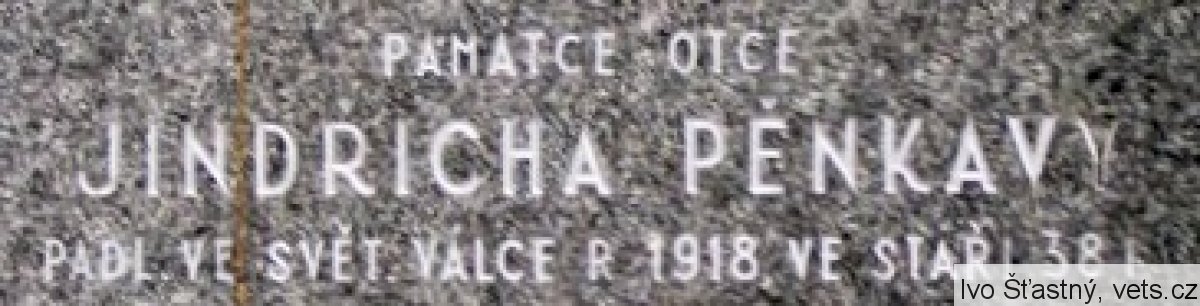 PAMÁTCE OTCE
JINDRICHA PĚNKAVY
PADL VE SVĚT. VÁLCE R. 1918 VE STÁŘÍ 38 L.
Ivo Šťastný, vets.cz